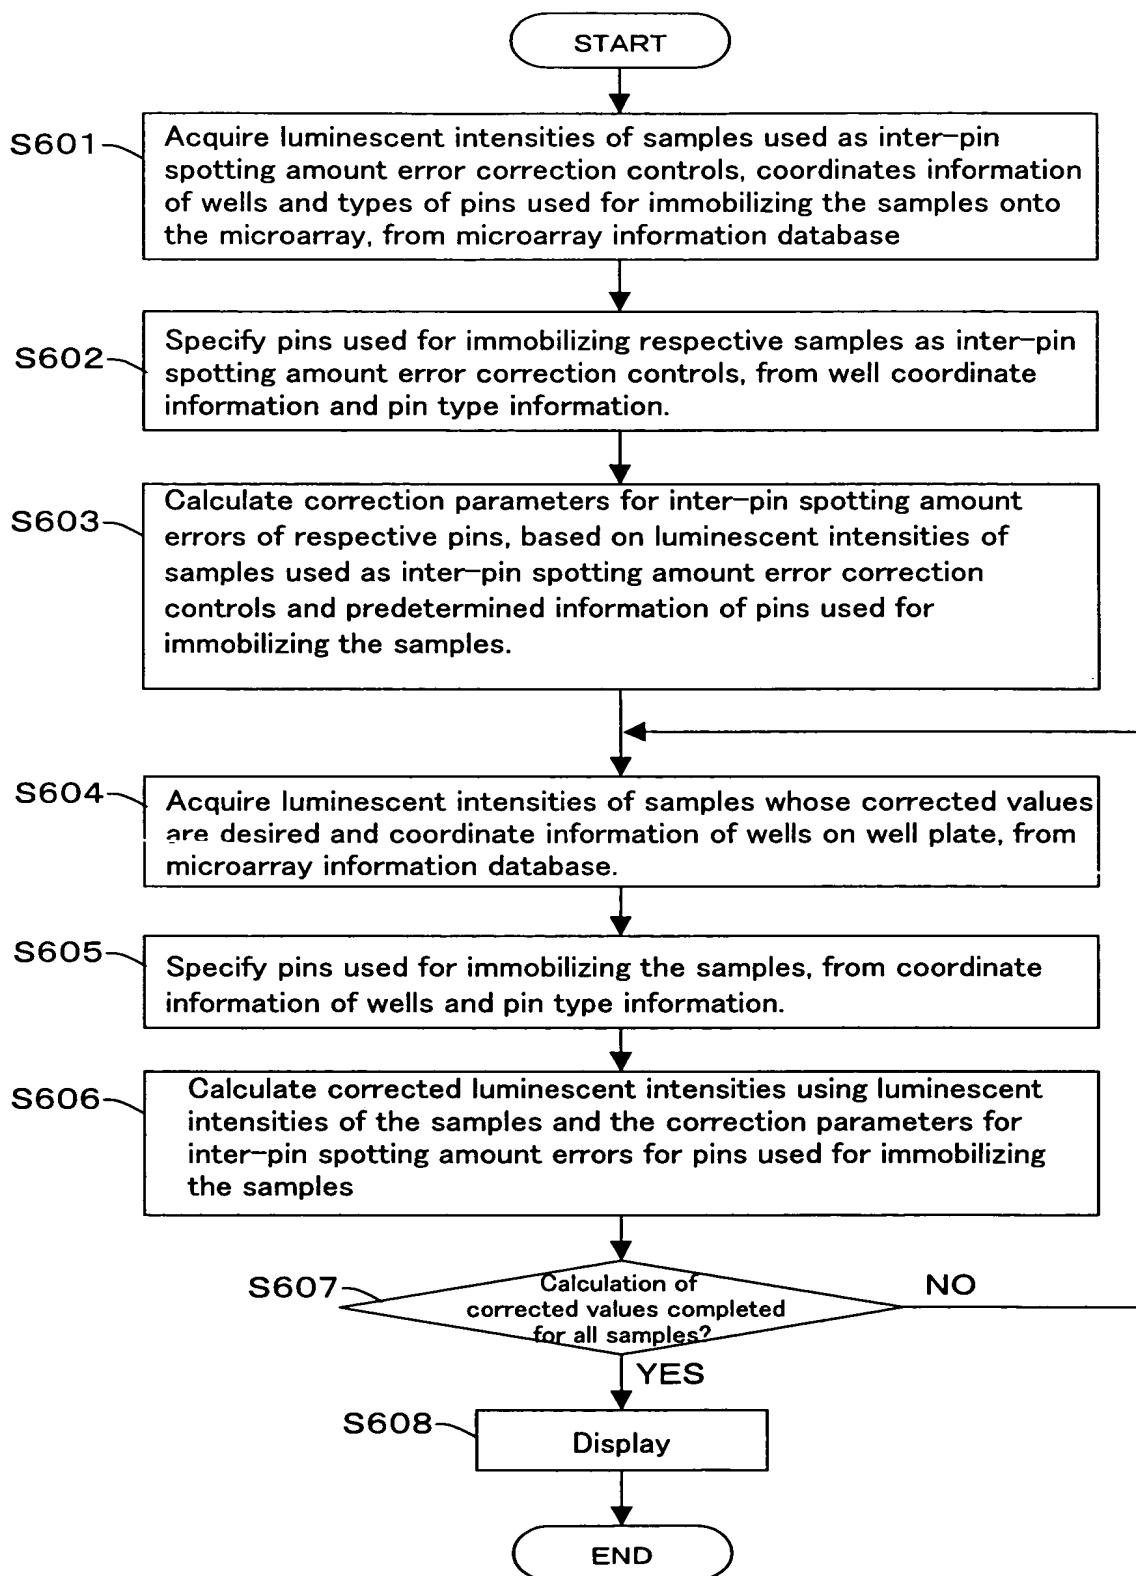 START
S601
Acquire luminescent intensities of samples used as inter-pin
spotting amount error correction controls, coordinates information
of wells and types of pins used for immobilizing the samples onto
the microarray, from microarray information database
S602
Specify pins used for immobilizing respective samples as inter-pin
spotting amount error correction controls, from well coordinate
information and pin type information.
S603
Calculate correction parameters for inter-pin spotting amount
errors of respective pins, based on luminescent intensities of
samples used as inter-pin spotting amount error correction
controls and predetermined information of pins used for
immobilizing the samples.
S604
Acquire luminescent intensities of samples whose corrected values
are desired and coordinate information of wells on well plate, from
microarray information database.
S605
Specify pins used for immobilizing the samples, from coordinate
information of wells and pin type information.
S606
Calculate corrected luminescent intensities using luminescent
intensities of the samples and the correction parameters for
inter-pin spotting amount errors for pins used for immobilizing
the samples
S607
Calculation of
corrected values completed
for all samples?
NO
YES
S608
Display
END